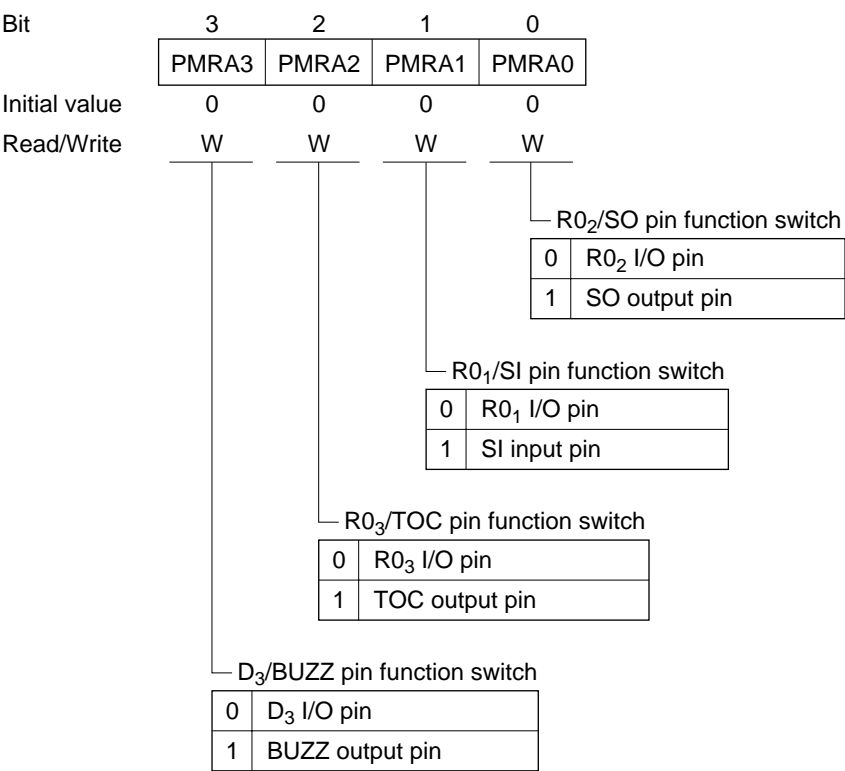 Bit 3 2 1 0
PMRA3 PMRA2 PMRA1 PMRA0
Initial value 0 0 0 0
Read/Write W W W W
R0₂/SO pin function switch
0 R0₂ I/O pin
1 SO output pin
R0₁/SI pin function switch
0 R0₁ I/O pin
1 SI input pin
R0₃/TOC pin function switch
0 R0₃ I/O pin
1 TOC output pin
D₃/BUZZ pin function switch
0 D₃ I/O pin
1 BUZZ output pin